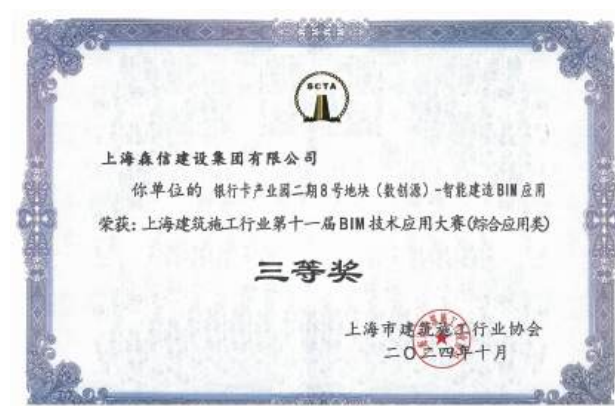 SCTA
上海森信建设集团有限公司
你单位的 银行卡产业园二期8号地块（数创源）-智能建造BIM应用
荣获：上海建筑施工行业第十一届BIM技术应用大赛(综合应用类)
三等奖
上海市建筑施工行业协会
二〇二四年十月